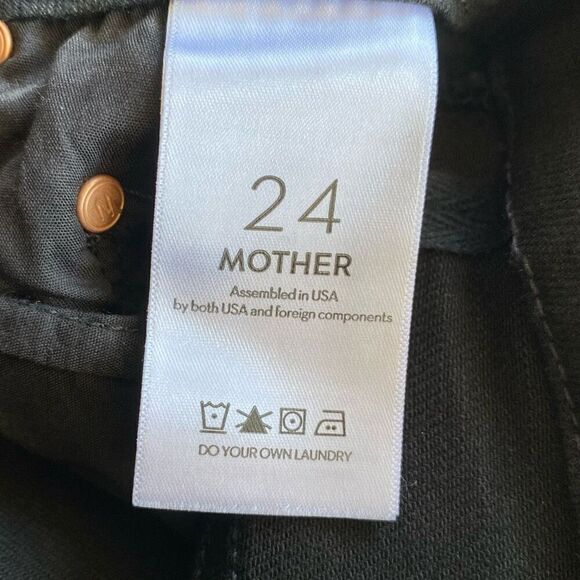 24
MOTHER
Assembled in USA
by both USA and foreign components
DO YOUR OWN LAUNDRY
M